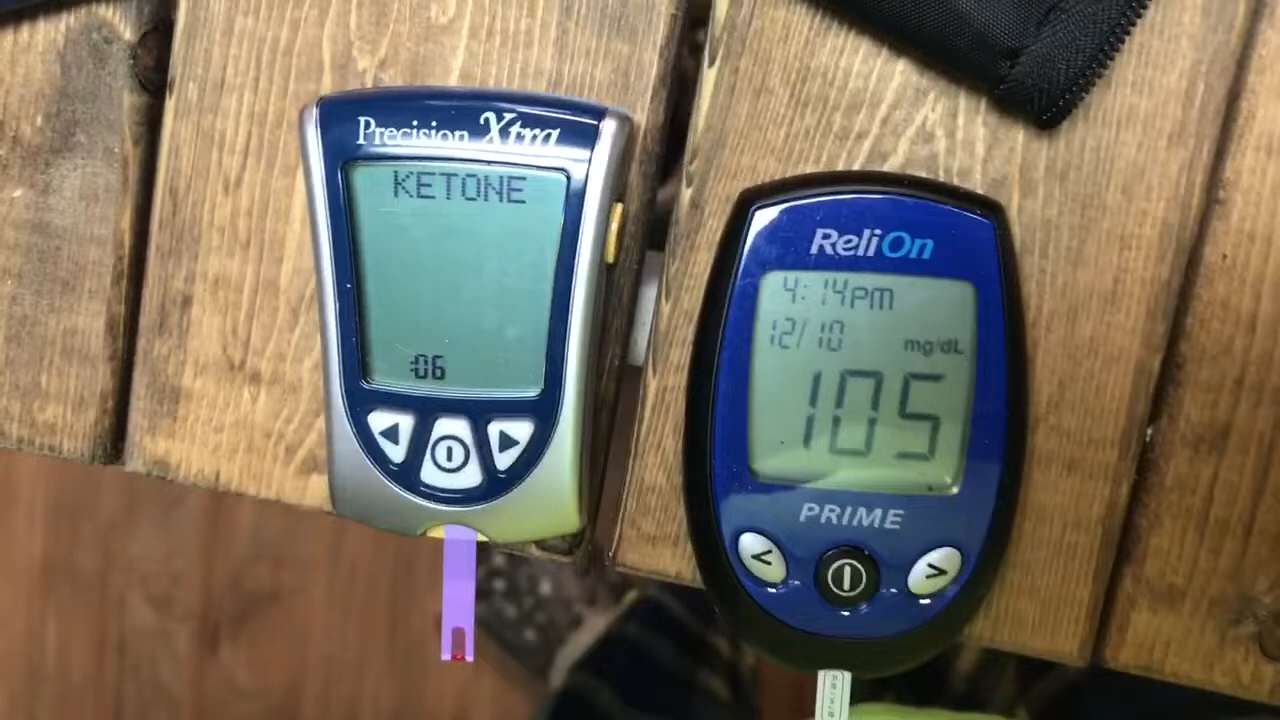 Precision Xtra
KETONE
:06
ReliOn
4:14PM
12/10 mg/dL
105
PRIME